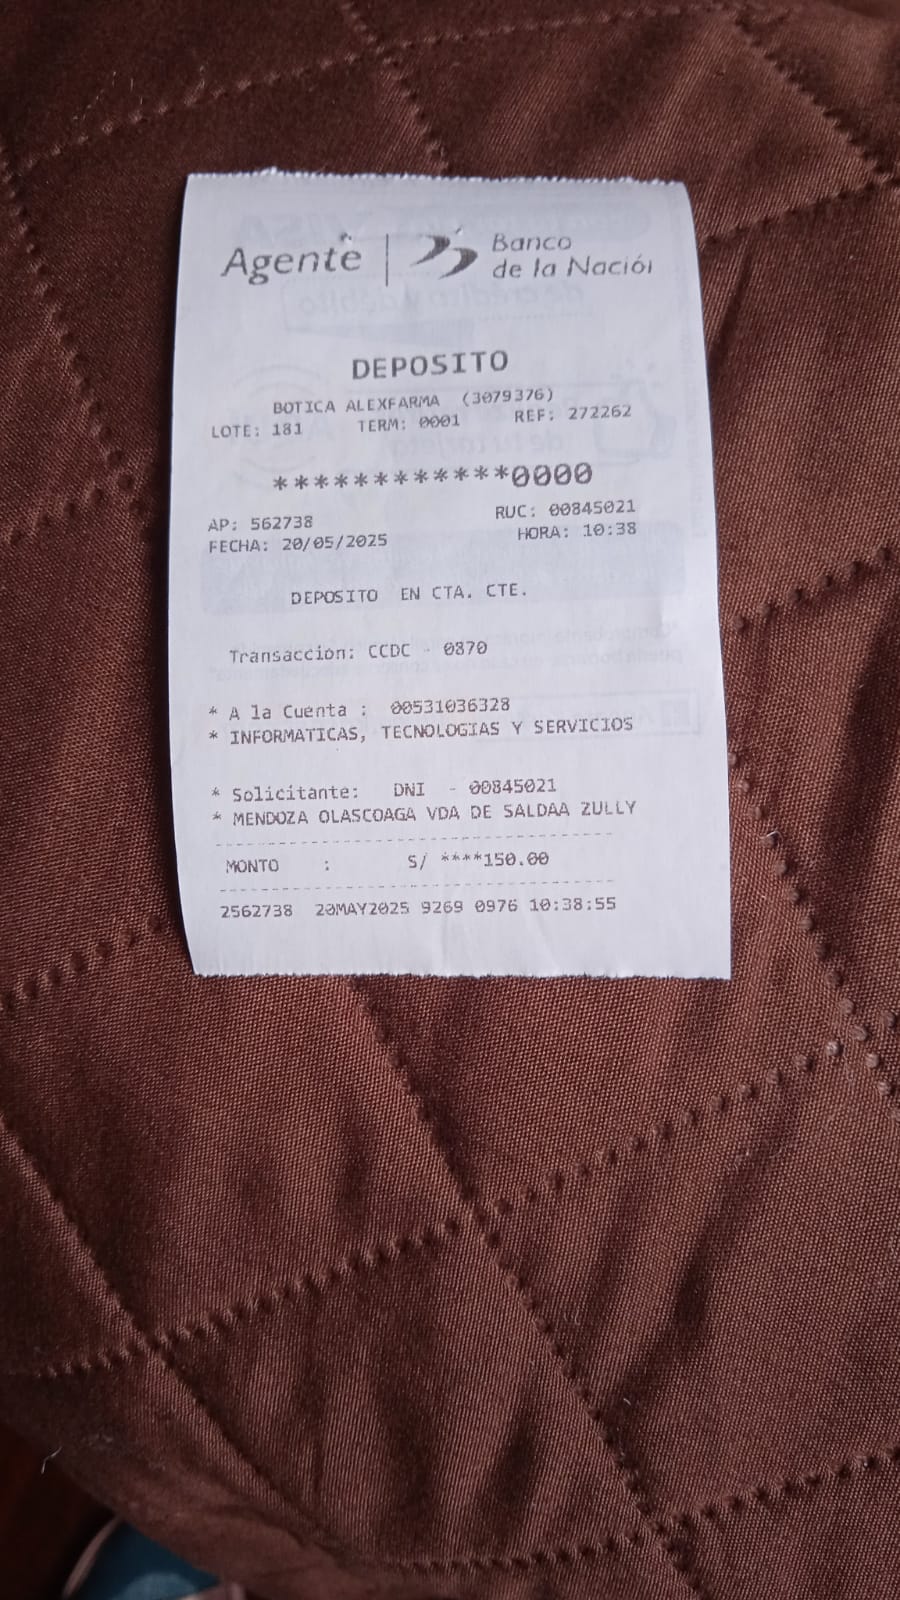 Agente | Banco
de la Nación
DEPOSITO
BOTICA ALEXFARMA (3079376)
LOTE: 181 TERM: 0001 REF: 272262
************0000
AP: 562738 RUC: 00845021
FECHA: 20/05/2025 HORA: 10:38
DEPOSITO EN CTA. CTE.
Transaccion: CCDC - 0870
* A la Cuenta : 00531036328
* INFORMATICAS, TECNOLOGIAS Y SERVICIOS
* Solicitante: DNI - 00845021
* MENDOZA OLASCOAGA VDA DE SALDAA ZULLY
MONTO : S/ ****150.00
2562738 20MAY2025 9269 0976 10:38:55